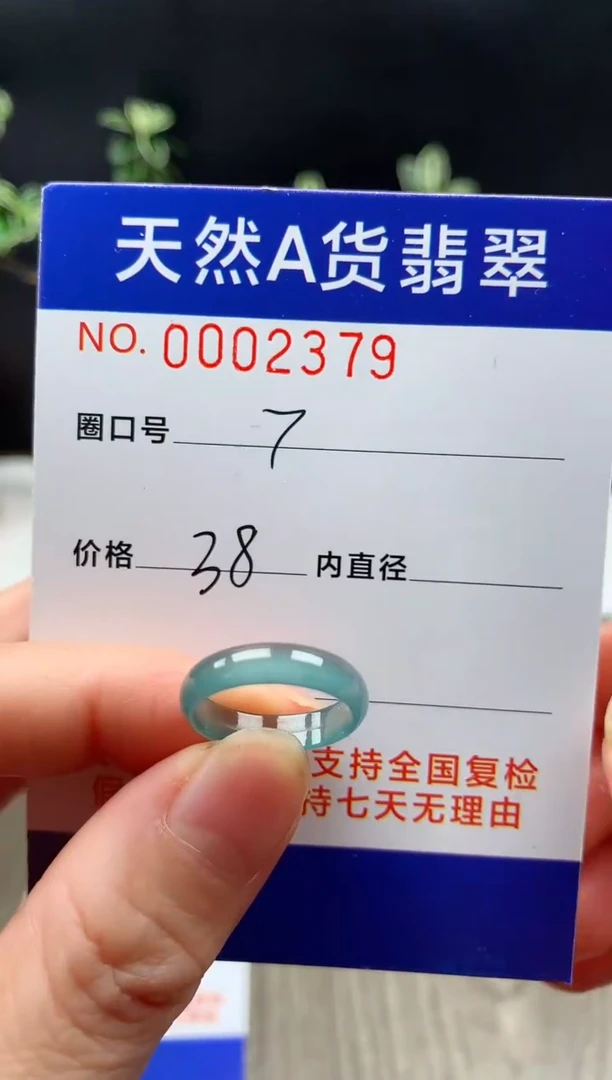 天然A货翡翠
NO. 0002379
圈口号 7
价格 38 内直径
支持全国复检
持七天无理由